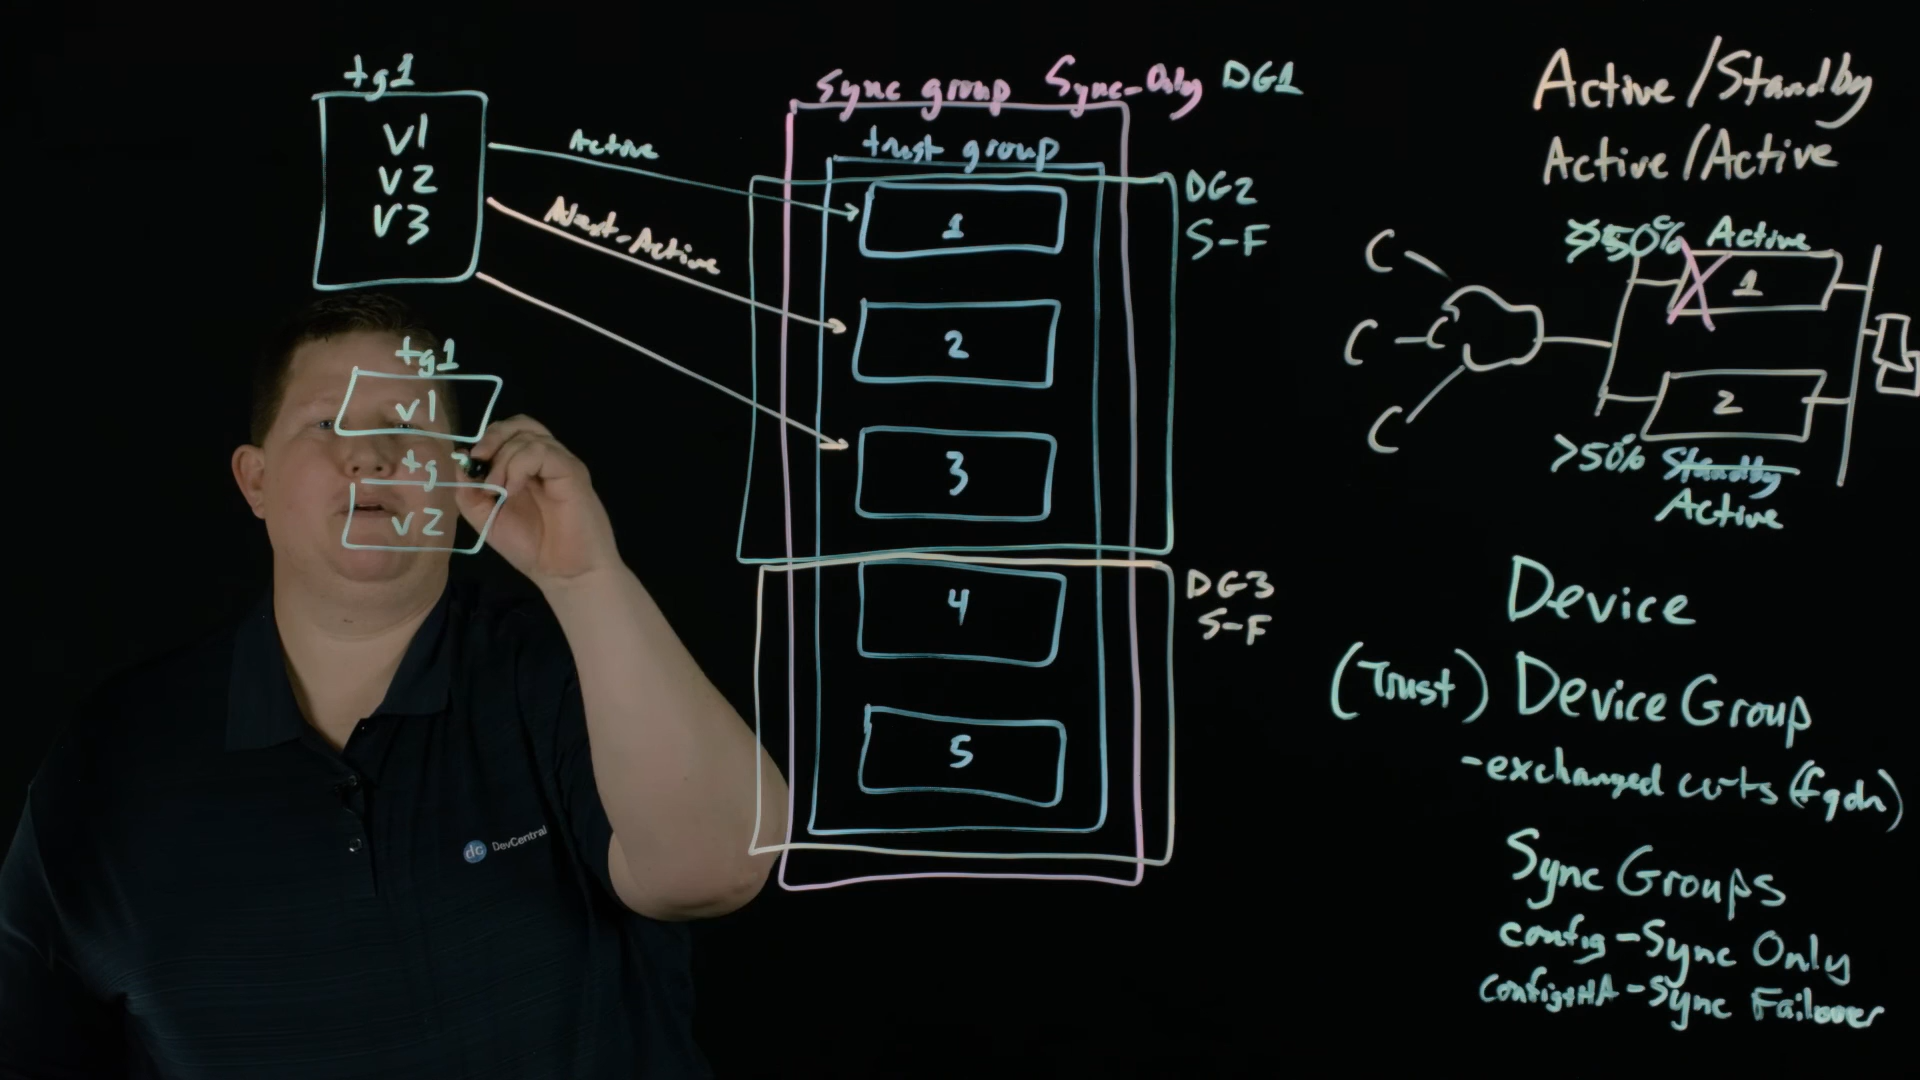 tg1
v1
v2
v3
Active
Next-Active
tg1
v1
tg
v2
dc DevCentral
Sync group Sync-Only DG1
trust group
DG2
S-F
1
2
3
DG3
S-F
4
5
Active/Standby
Active/Active
>50% Active
C
1
C
C
C
2
>50% Standby
Active
Device
(Trust) Device Group
-exchanged certs (fqdn)
Sync Groups
config-Sync Only
config+HA-Sync Failover